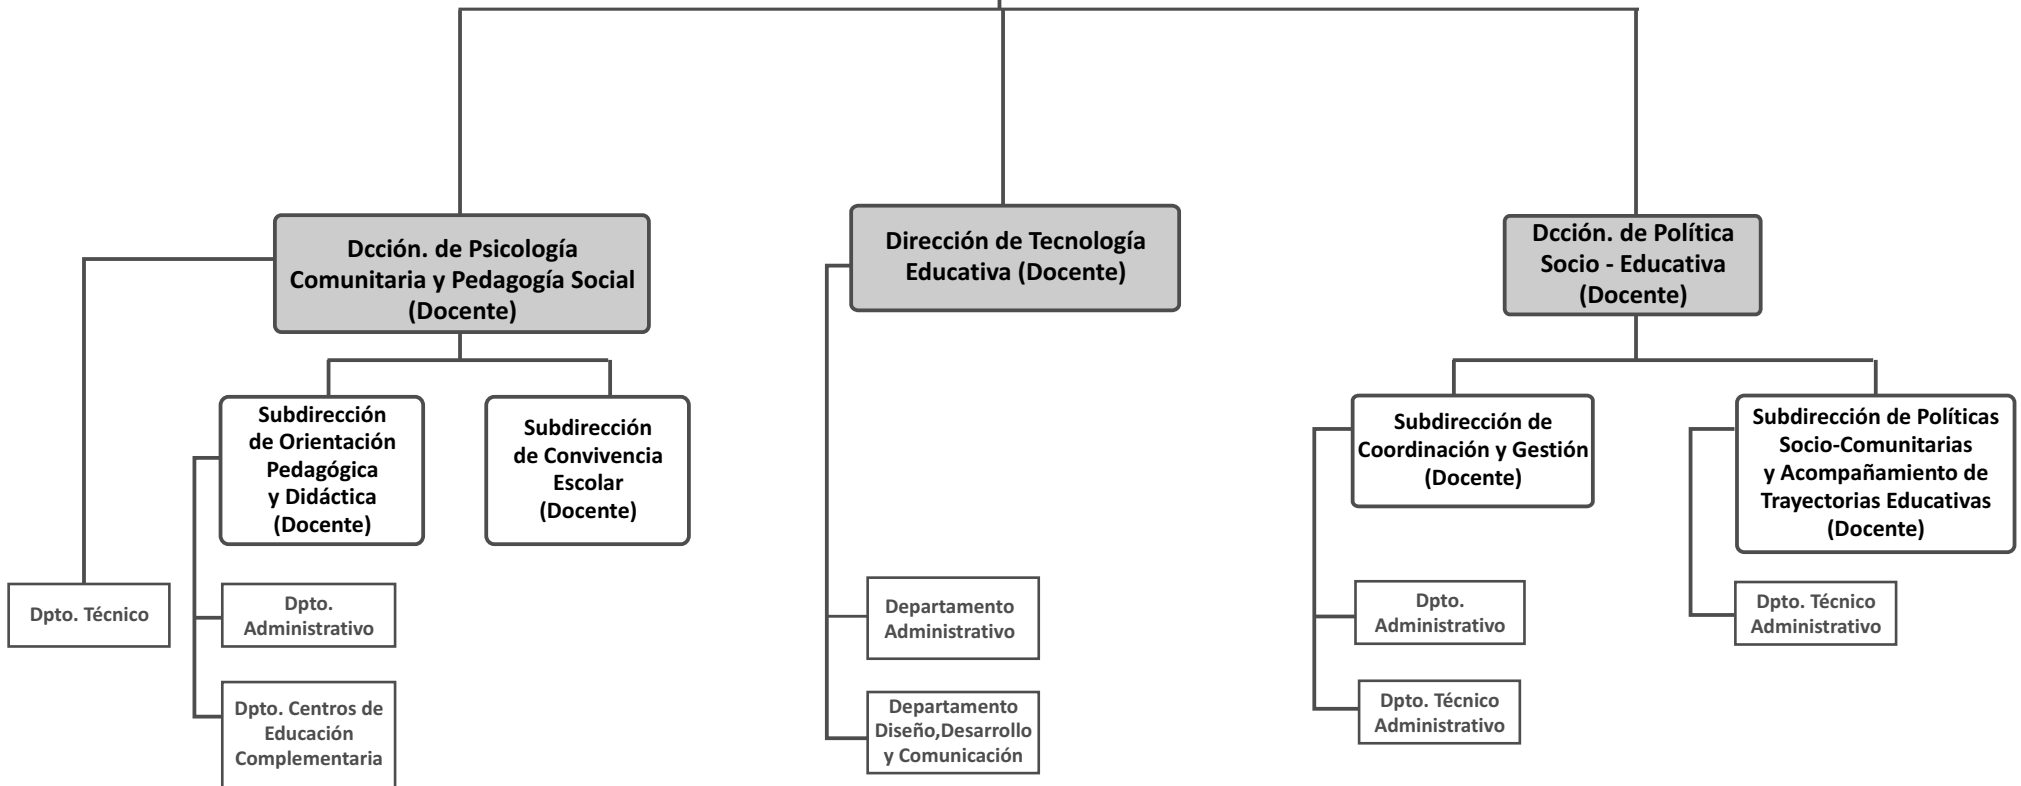 Dcción. de Psicología
Comunitaria y Pedagogía Social
(Docente)
Dirección de Tecnología
Educativa (Docente)
Dcción. de Política
Socio - Educativa
(Docente)
Subdirección
de Orientación
Pedagógica
y Didáctica
(Docente)
Subdirección
de Convivencia
Escolar
(Docente)
Subdirección de
Coordinación y Gestión
(Docente)
Subdirección de Políticas
Socio-Comunitarias
y Acompañamiento de
Trayectorias Educativas
(Docente)
Dpto. Técnico
Dpto.
Administrativo
Departamento
Administrativo
Dpto.
Administrativo
Dpto. Técnico
Administrativo
Dpto. Centros de
Educación
Complementaria
Departamento
Diseño,Desarrollo
y Comunicación
Dpto. Técnico
Administrativo